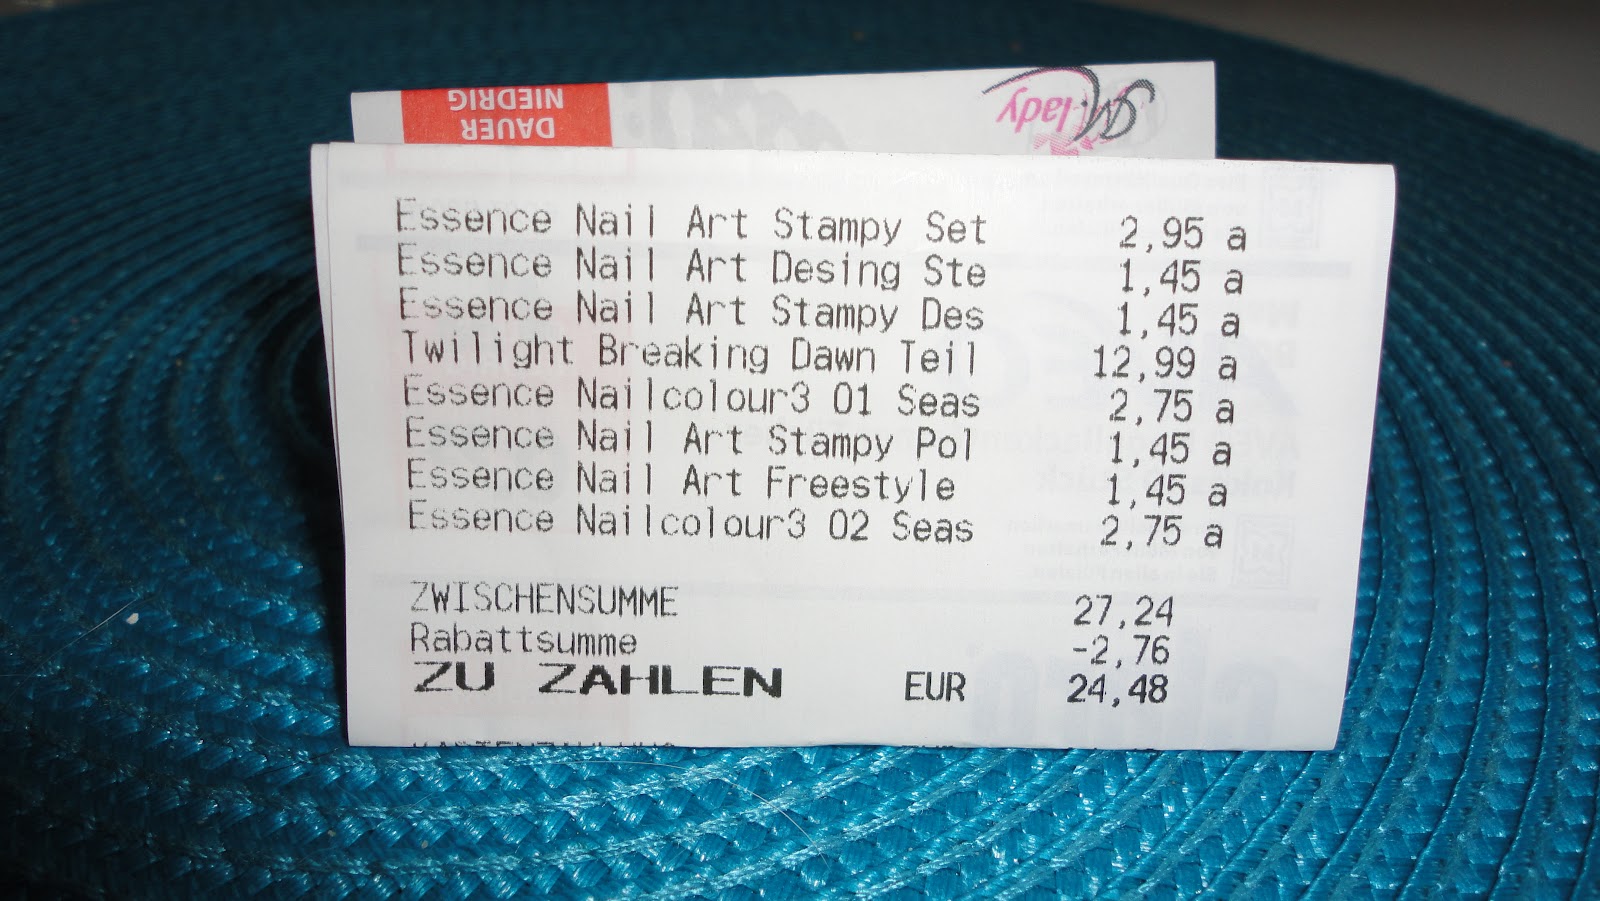 DAUER
NIEDRIG
Mi lady
Essence Nail Art Stampy Set 2,95 a
Essence Nail Art Desing Ste 1,45 a
Essence Nail Art Stampy Des 1,45 a
Twilight Breaking Dawn Teil 12,99 a
Essence Nailcolour3 01 Seas 2,75 a
Essence Nail Art Stampy Pol 1,45 a
Essence Nail Art Freestyle 1,45 a
Essence Nailcolour3 02 Seas 2,75 a
ZWISCHENSUMME 27,24
Rabattsumme -2,76
ZU ZAHLEN EUR 24,48